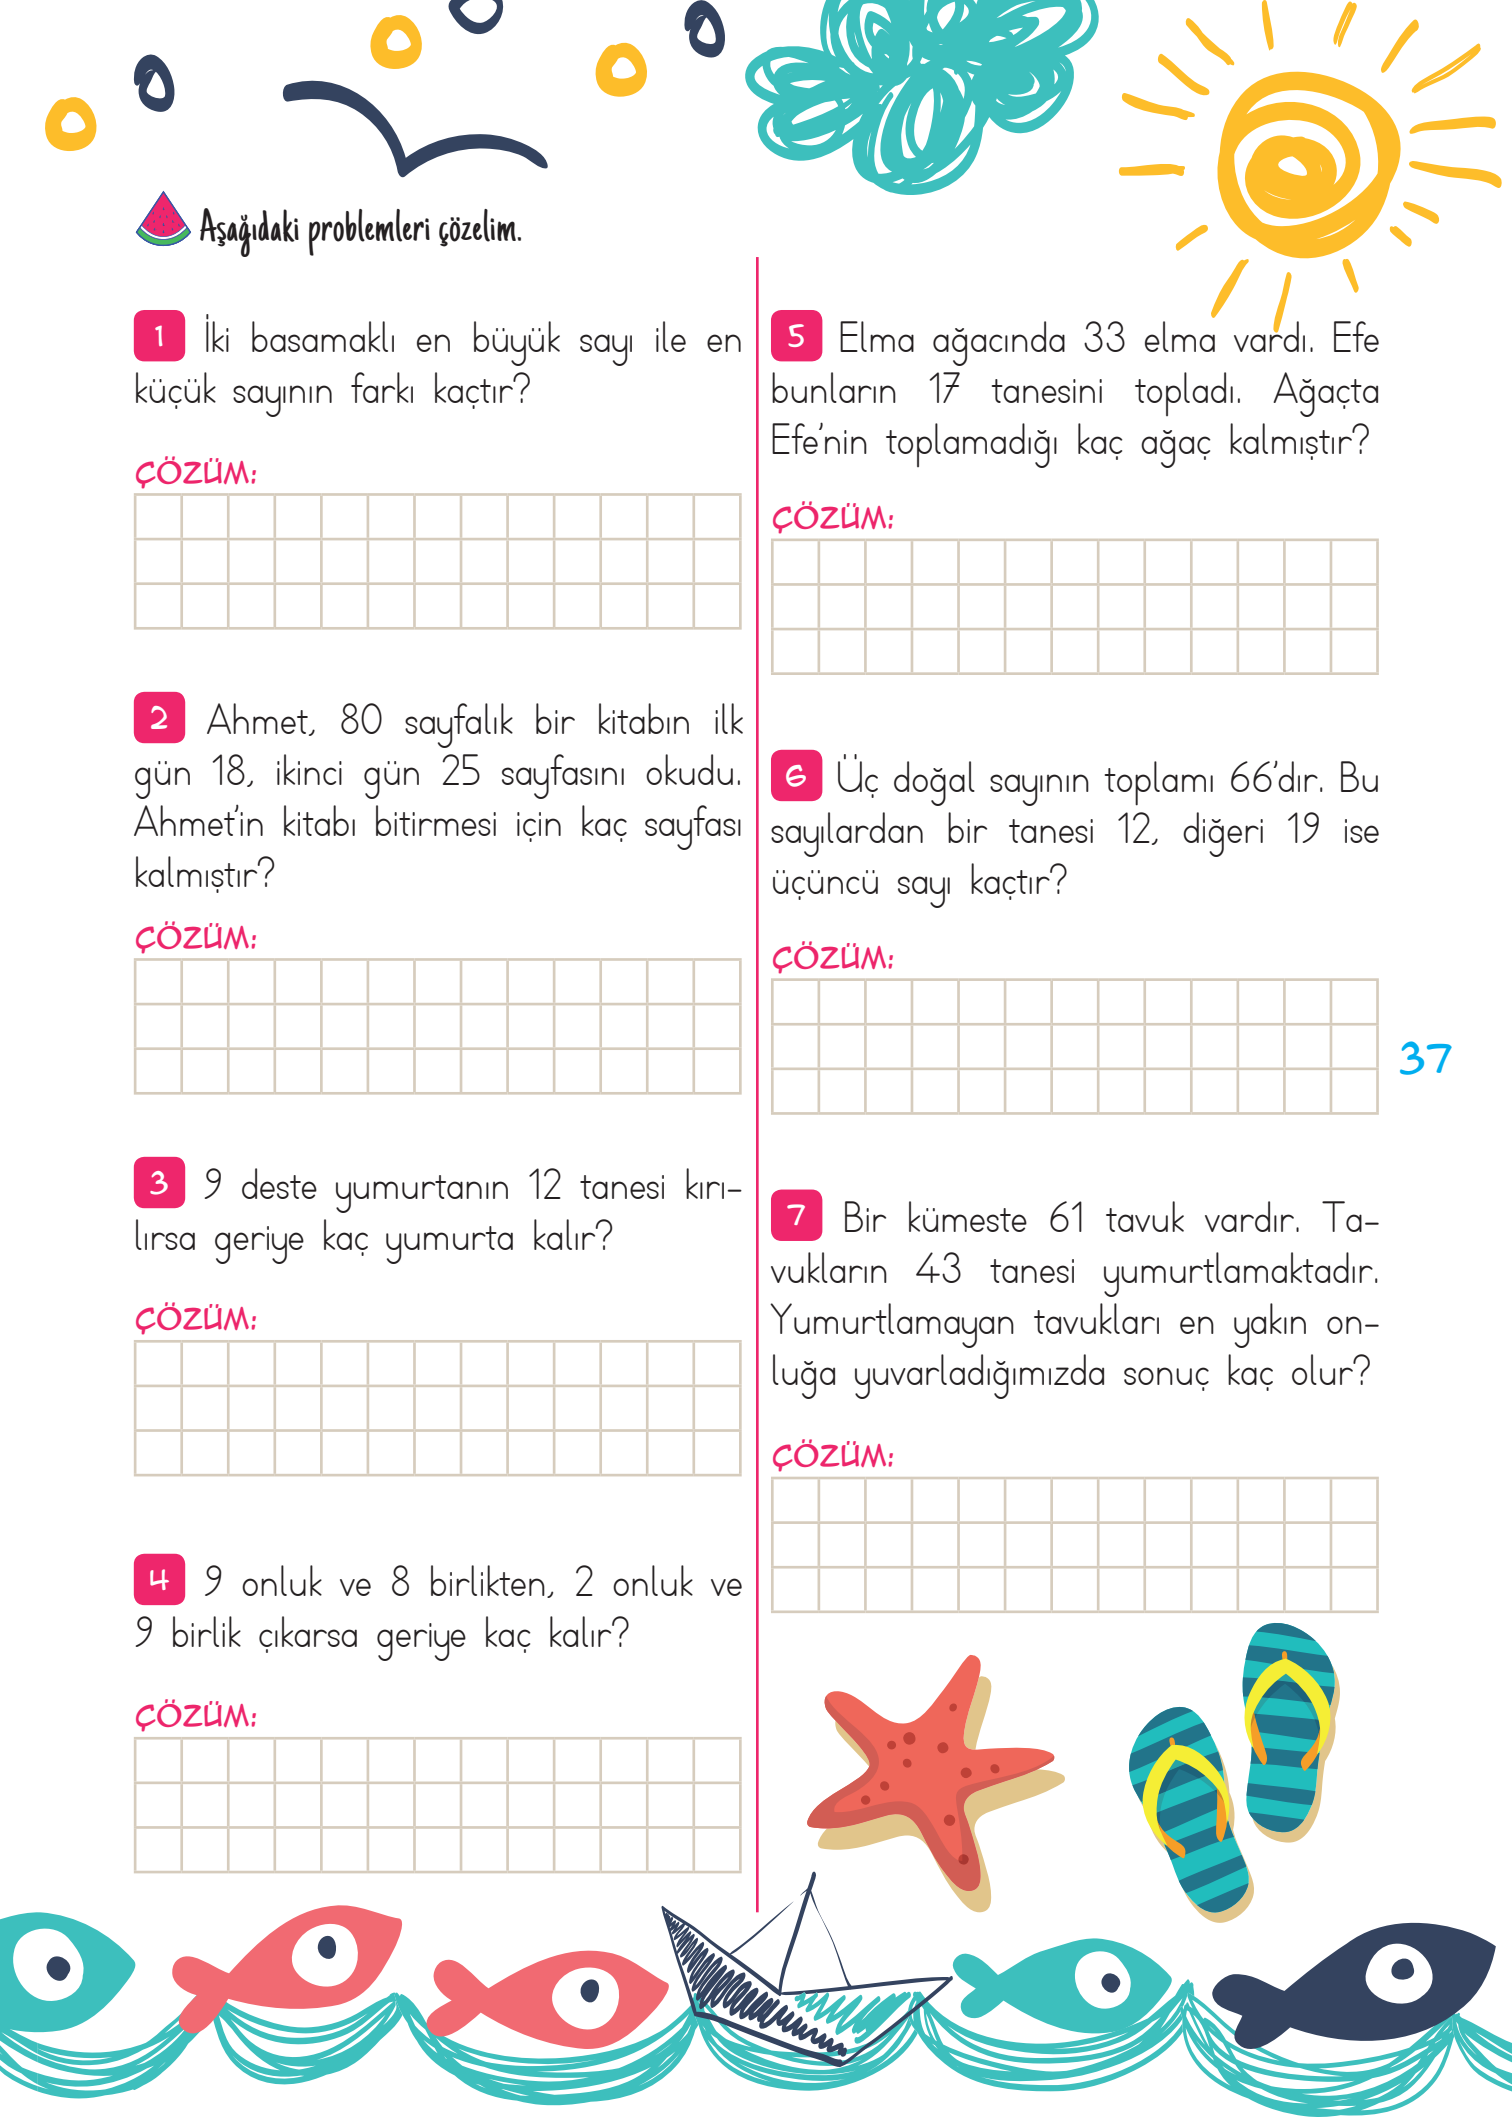 Aşağıdaki problemleri çözelim.
1 İki basamaklı en büyük sayı ile en
küçük sayının farkı kaçtır?
ÇÖZÜM:
2 Ahmet, 80 sayfalık bir kitabın ilk
gün 18, ikinci gün 25 sayfasını okudu.
Ahmet'in kitabı bitirmesi için kaç sayfası
kalmıştır?
ÇÖZÜM:
3 9 deste yumurtanın 12 tanesi kırı-
lırsa geriye kaç yumurta kalır?
ÇÖZÜM:
4 9 onluk ve 8 birlikten, 2 onluk ve
9 birlik çıkarsa geriye kaç kalır?
ÇÖZÜM:
5 Elma ağacında 33 elma vardı. Efe
bunların 17 tanesini topladı. Ağaçta
Efe'nin toplamadığı kaç ağaç kalmıştır?
ÇÖZÜM:
6 Üç doğal sayının toplamı 66'dır. Bu
sayılardan bir tanesi 12, diğeri 19 ise
üçüncü sayı kaçtır?
ÇÖZÜM:
37
7 Bir kümeste 61 tavuk vardır. Ta-
vukların 43 tanesi yumurtlamaktadır.
Yumurtlamayan tavukları en yakın on-
luğa yuvarladığımızda sonuç kaç olur?
ÇÖZÜM: